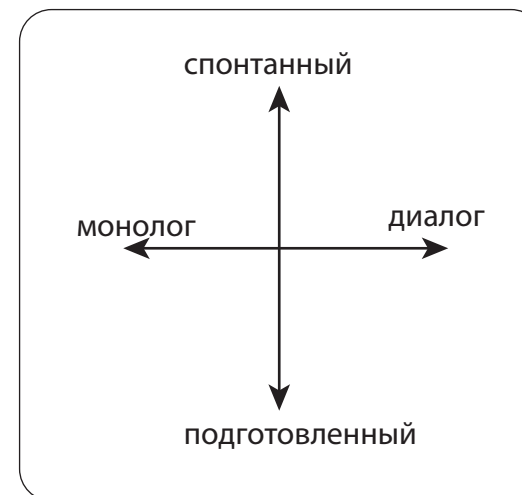 спонтанный
монолог
диалог
подготовленный